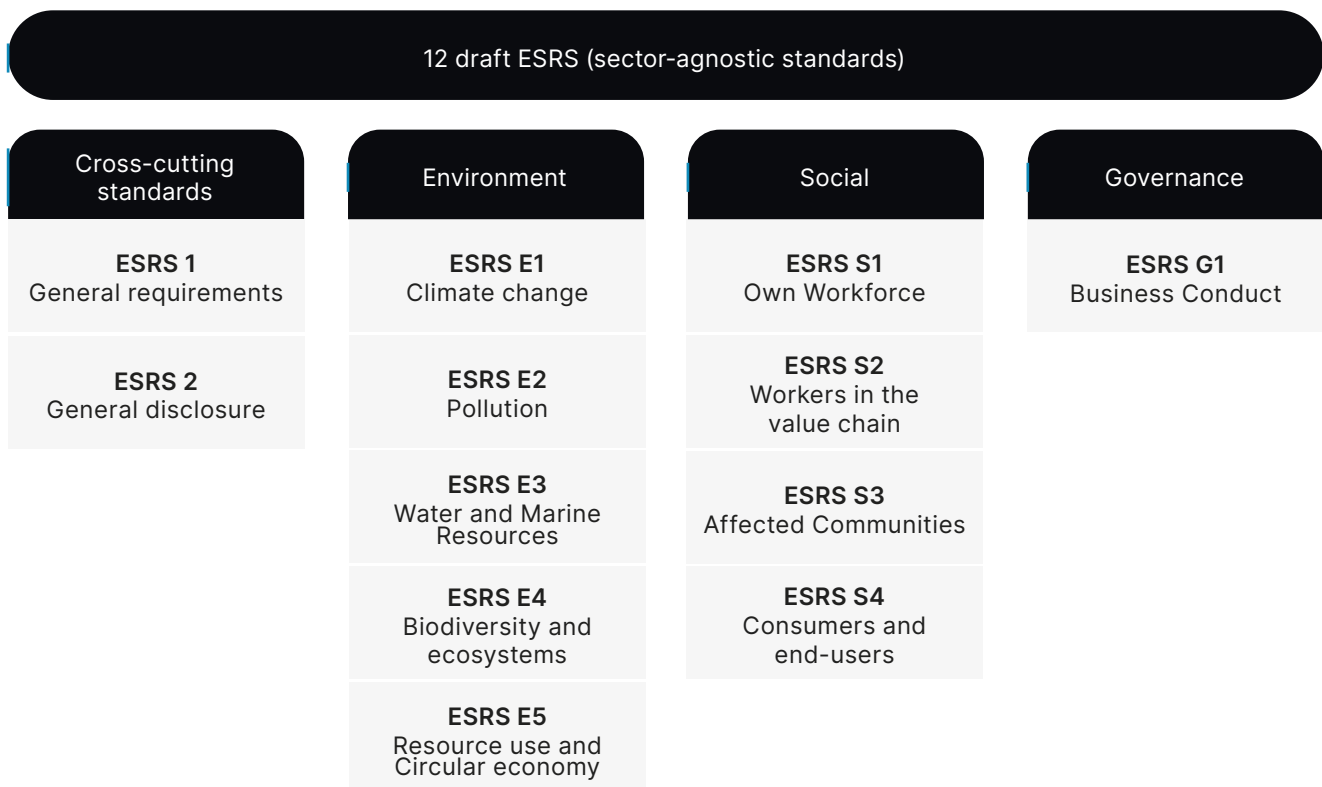 12 draft ESRS (sector-agnostic standards)
Cross-cutting
standards
ESRS 1
General requirements
ESRS 2
General disclosure
Environment
ESRS E1
Climate change
ESRS E2
Pollution
ESRS E3
Water and Marine
Resources
ESRS E4
Biodiversity and
ecosystems
ESRS E5
Resource use and
Circular economy
Social
ESRS S1
Own Workforce
ESRS S2
Workers in the
value chain
ESRS S3
Affected Communities
ESRS S4
Consumers and
end-users
Governance
ESRS G1
Business Conduct